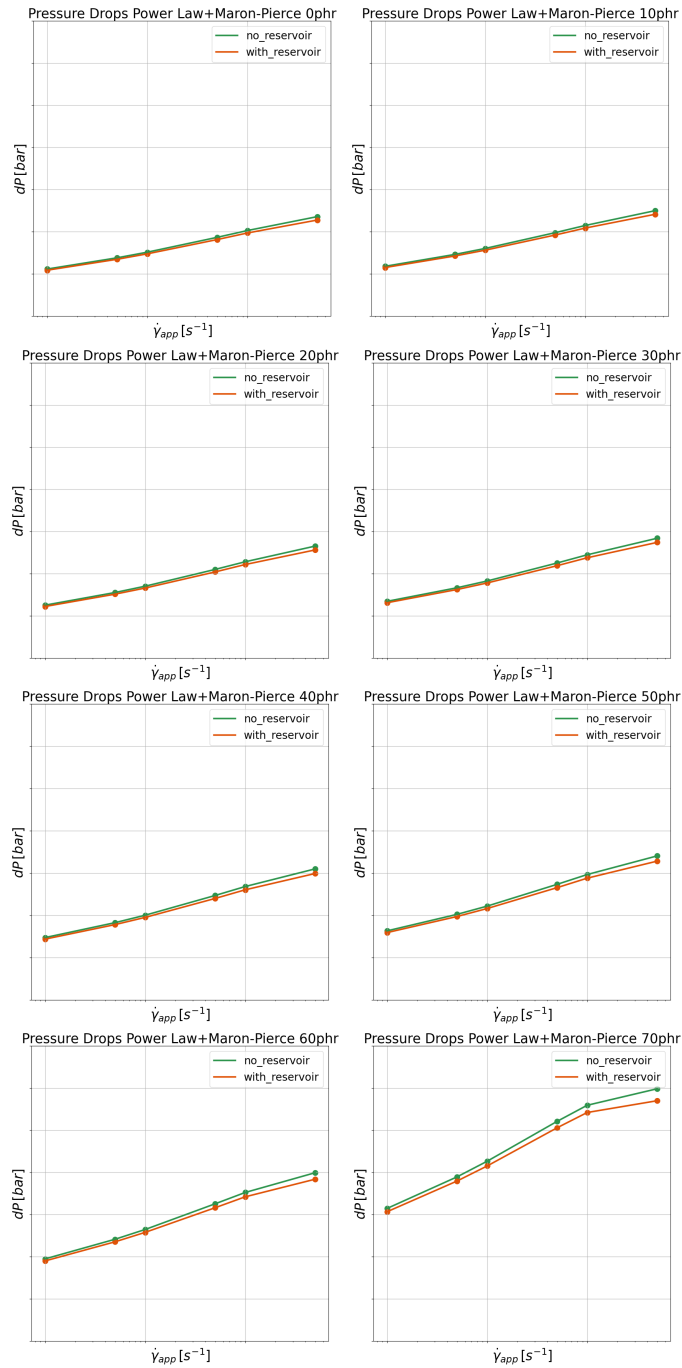 Pressure Drops Power Law+Maron-Pierce 0phr
no_reservoir
with_reservoir
dP [bar]
γ̇app [s⁻¹]
Pressure Drops Power Law+Maron-Pierce 10phr
no_reservoir
with_reservoir
dP [bar]
γ̇app [s⁻¹]
Pressure Drops Power Law+Maron-Pierce 20phr
no_reservoir
with_reservoir
dP [bar]
γ̇app [s⁻¹]
Pressure Drops Power Law+Maron-Pierce 30phr
no_reservoir
with_reservoir
dP [bar]
γ̇app [s⁻¹]
Pressure Drops Power Law+Maron-Pierce 40phr
no_reservoir
with_reservoir
dP [bar]
γ̇app [s⁻¹]
Pressure Drops Power Law+Maron-Pierce 50phr
no_reservoir
with_reservoir
dP [bar]
γ̇app [s⁻¹]
Pressure Drops Power Law+Maron-Pierce 60phr
no_reservoir
with_reservoir
dP [bar]
γ̇app [s⁻¹]
Pressure Drops Power Law+Maron-Pierce 70phr
no_reservoir
with_reservoir
dP [bar]
γ̇app [s⁻¹]